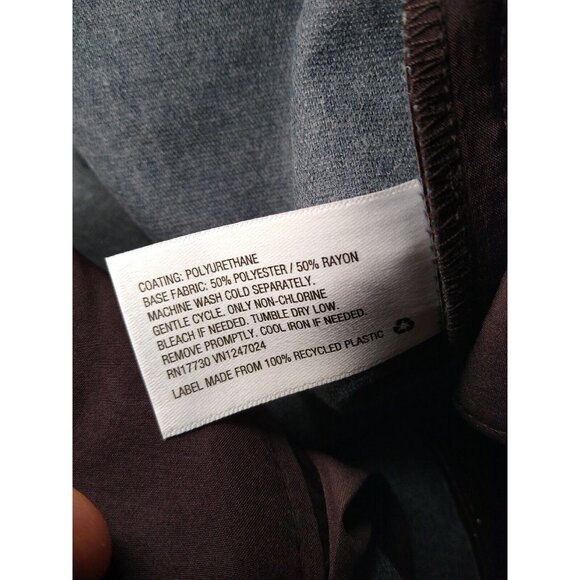 COATING: POLYURETHANE
BASE FABRIC: 50% POLYESTER / 50% RAYON
MACHINE WASH COLD SEPARATELY.
GENTLE CYCLE. ONLY NON-CHLORINE
BLEACH IF NEEDED. TUMBLE DRY LOW.
REMOVE PROMPTLY. COOL IRON IF NEEDED.
RN17730 VN1247024
LABEL MADE FROM 100% RECYCLED PLASTIC